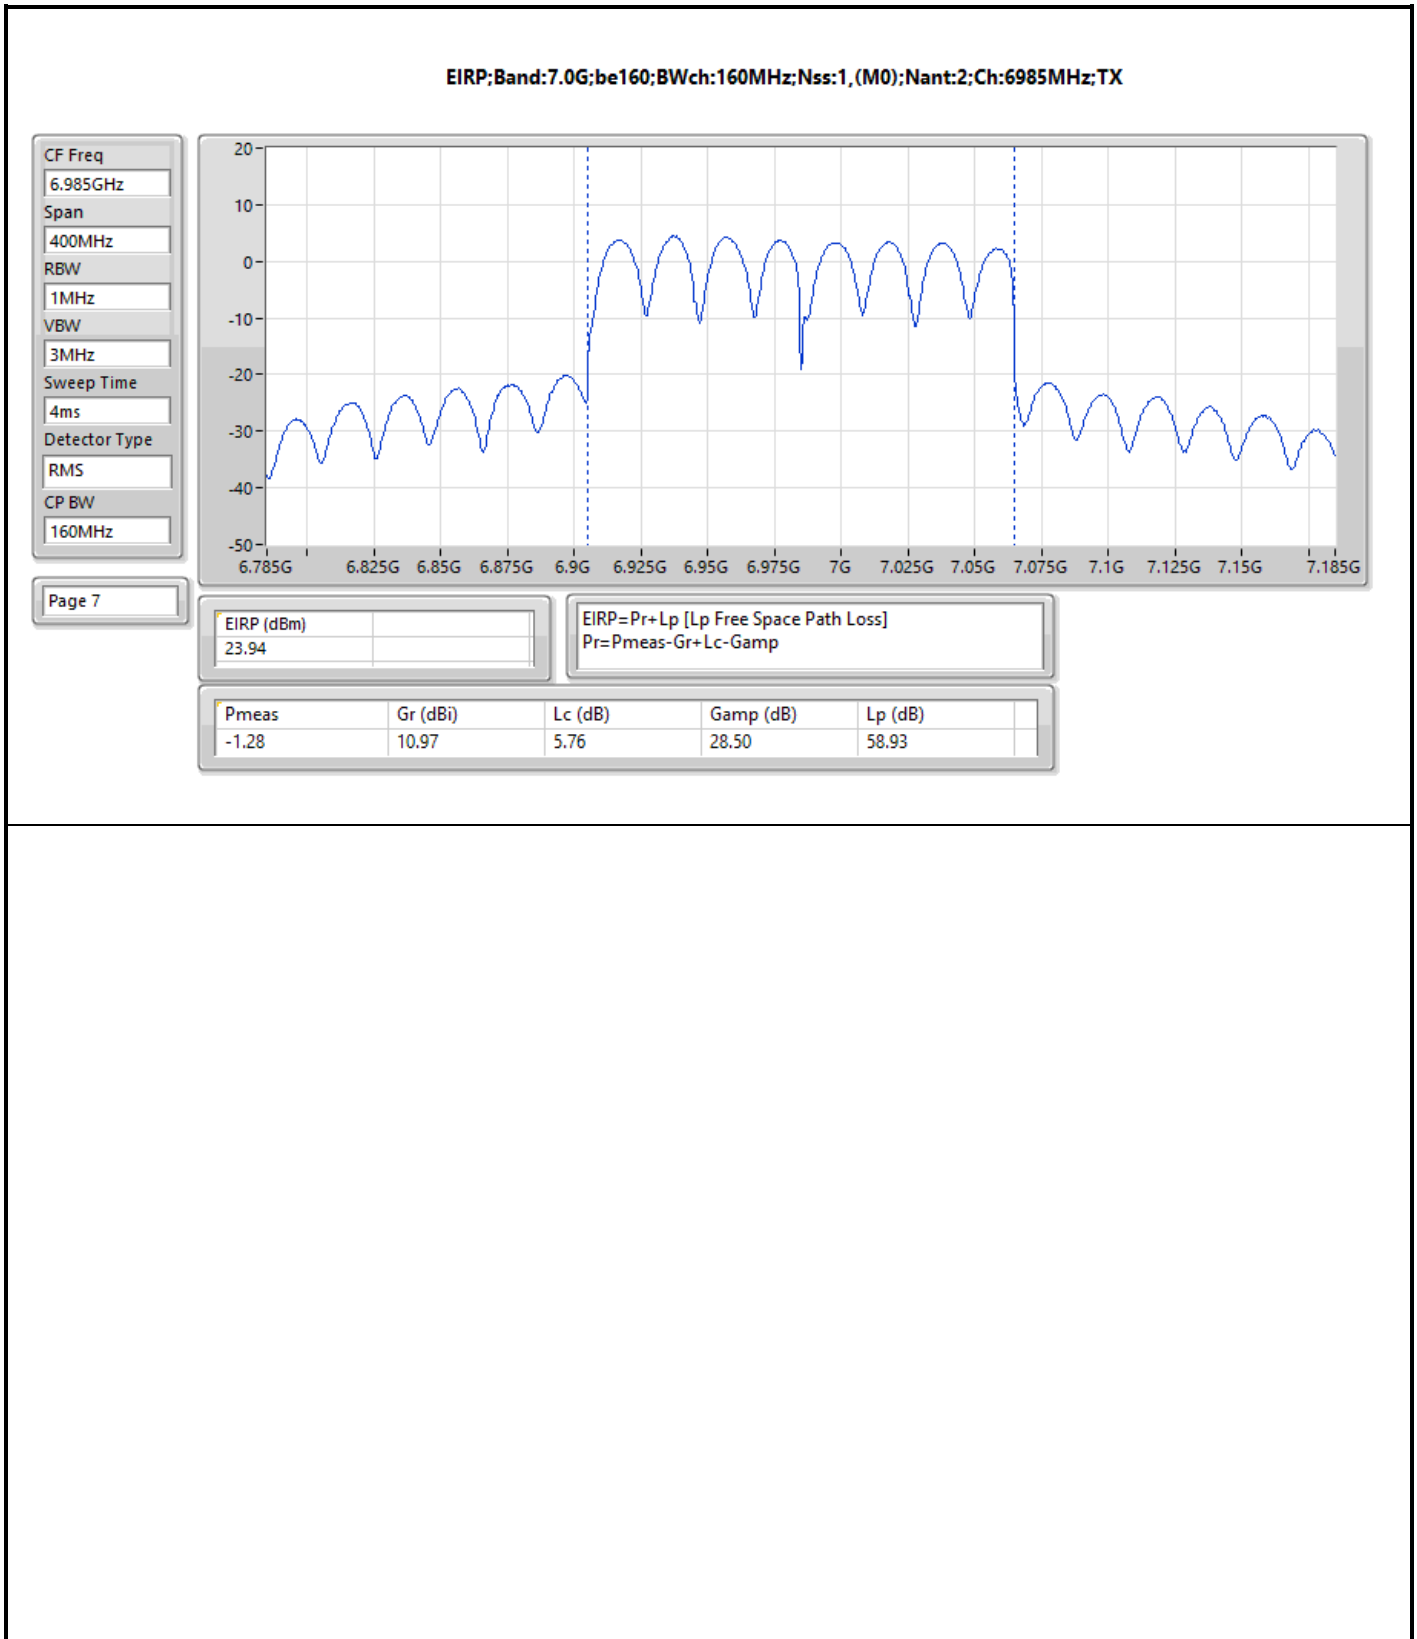 EIRP;Band:7.0G;be160;BWch:160MHz;Nss:1,(M0);Nant:2;Ch:6985MHz;TX
CF Freq
6.985GHz
Span
400MHz
RBW
1MHz
VBW
3MHz
Sweep Time
4ms
Detector Type
RMS
CP BW
160MHz
Page 7
20
10
0
-10
-20
-30
-40
-50
6.785G 6.825G 6.85G 6.875G 6.9G 6.925G 6.95G 6.975G 7G 7.025G 7.05G 7.075G 7.1G 7.125G 7.15G 7.185G
EIRP (dBm)
23.94
EIRP=Pr+Lp [Lp Free Space Path Loss]
Pr=Pmeas-Gr+Lc-Gamp
Pmeas Gr (dBi) Lc (dB) Gamp (dB) Lp (dB)
-1.28 10.97 5.76 28.50 58.93